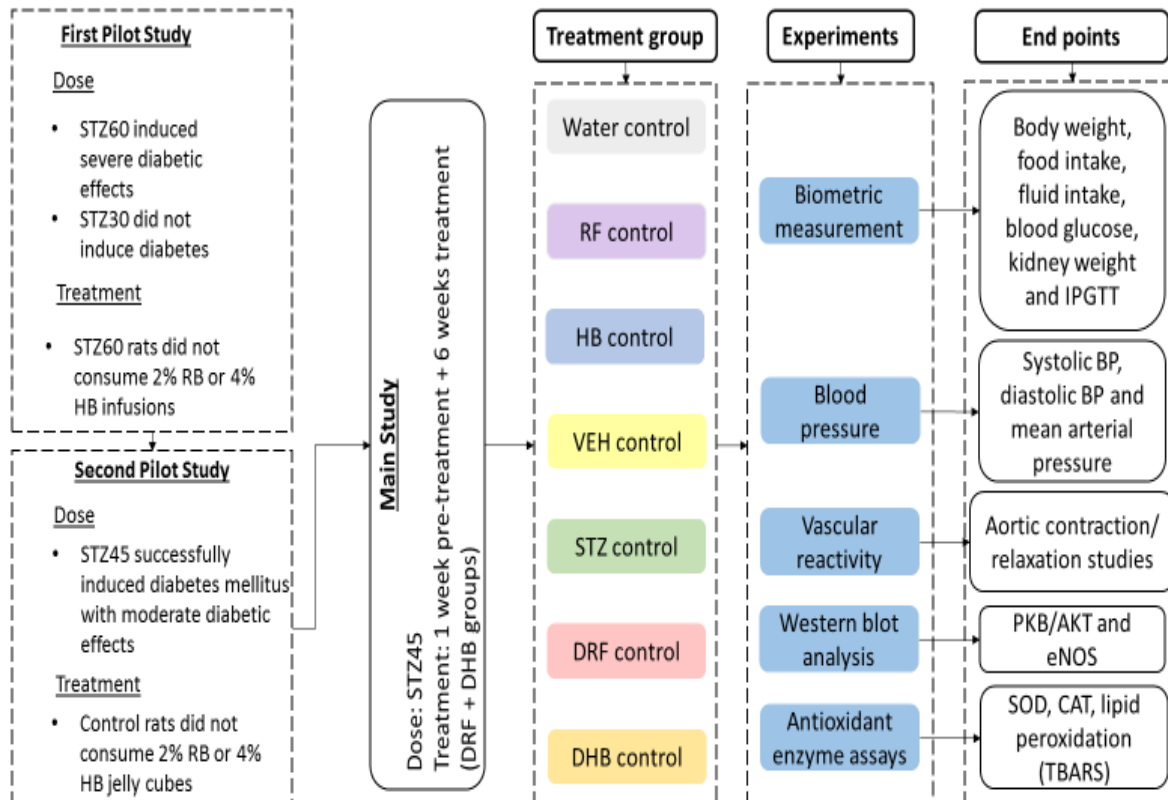 First Pilot Study
Dose
• STZ60 induced
severe diabetic
effects
• STZ30 did not
induce diabetes
Treatment
• STZ60 rats did not
consume 2% RB or 4%
HB infusions
Second Pilot Study
Dose
• STZ45 successfully
induced diabetes mellitus
with moderate diabetic
effects
Treatment
• Control rats did not
consume 2% RB or 4%
HB jelly cubes
Main Study
Dose: STZ45
Treatment: 1 week pre-treatment + 6 weeks treatment
(DRF + DHB groups)
Treatment group
Water control
RF control
HB control
VEH control
STZ control
DRF control
DHB control
Experiments
Biometric
measurement
Blood
pressure
Vascular
reactivity
Western blot
analysis
Antioxidant
enzyme assays
End points
Body weight,
food intake,
fluid intake,
blood glucose,
kidney weight
and IPGTT
Systolic BP,
diastolic BP and
mean arterial
pressure
Aortic contraction/
relaxation studies
PKB/AKT and
eNOS
SOD, CAT, lipid
peroxidation
(TBARS)